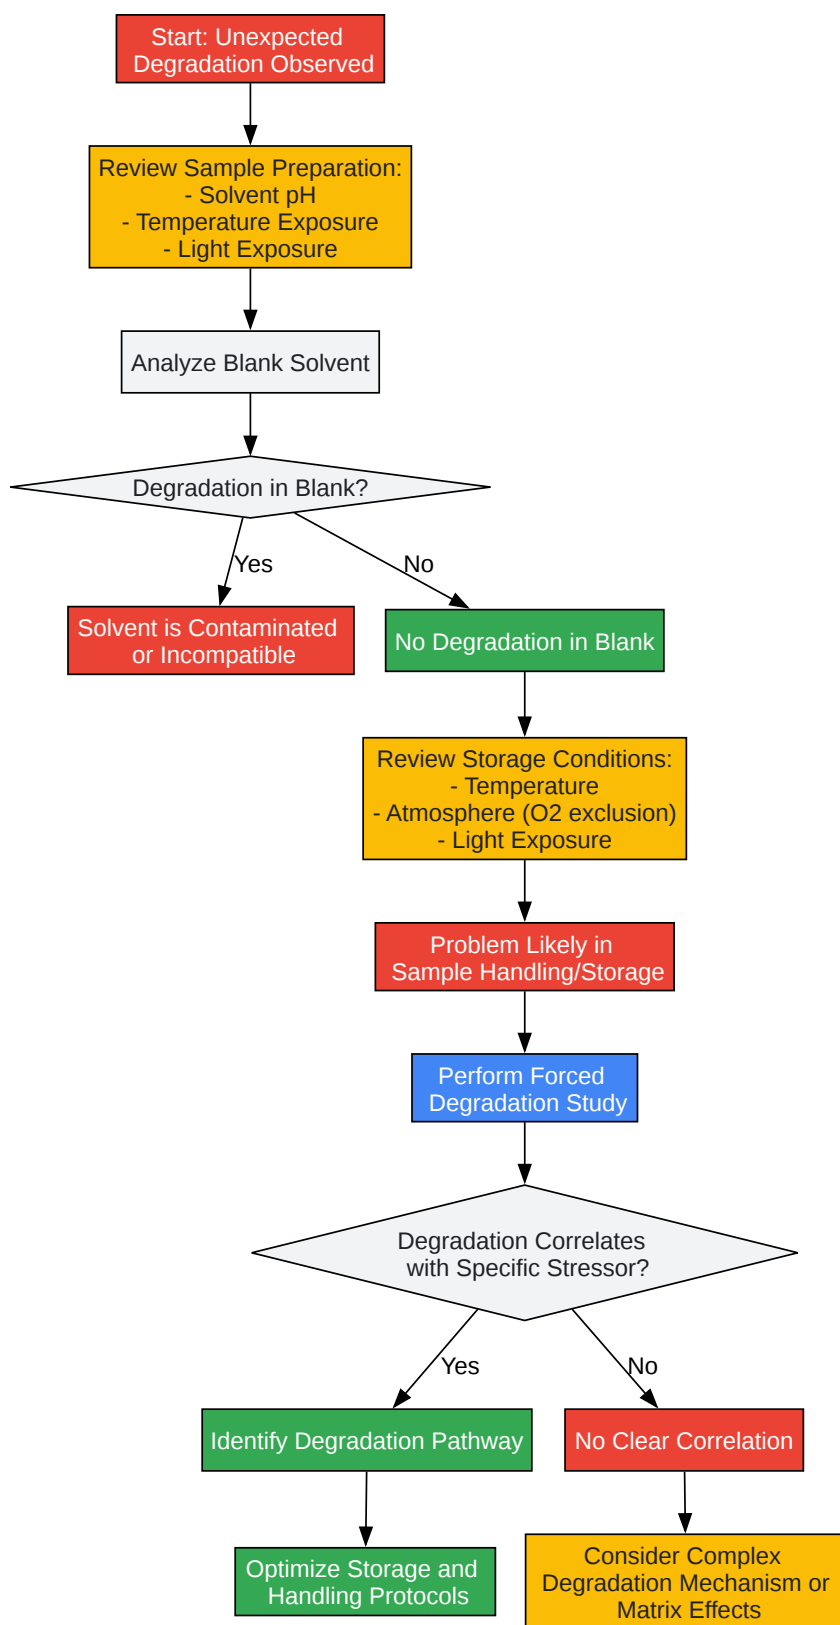 Start: Unexpected
Degradation Observed
Review Sample Preparation:
- Solvent pH
- Temperature Exposure
- Light Exposure
Analyze Blank Solvent
Degradation in Blank?
Yes
No
Solvent is Contaminated
or Incompatible
No Degradation in Blank
Review Storage Conditions:
- Temperature
- Atmosphere (O2 exclusion)
- Light Exposure
Problem Likely in
Sample Handling/Storage
Perform Forced
Degradation Study
Degradation Correlates
with Specific Stressor?
Yes
No
Identify Degradation Pathway
No Clear Correlation
Optimize Storage and
Handling Protocols
Consider Complex
Degradation Mechanism or
Matrix Effects